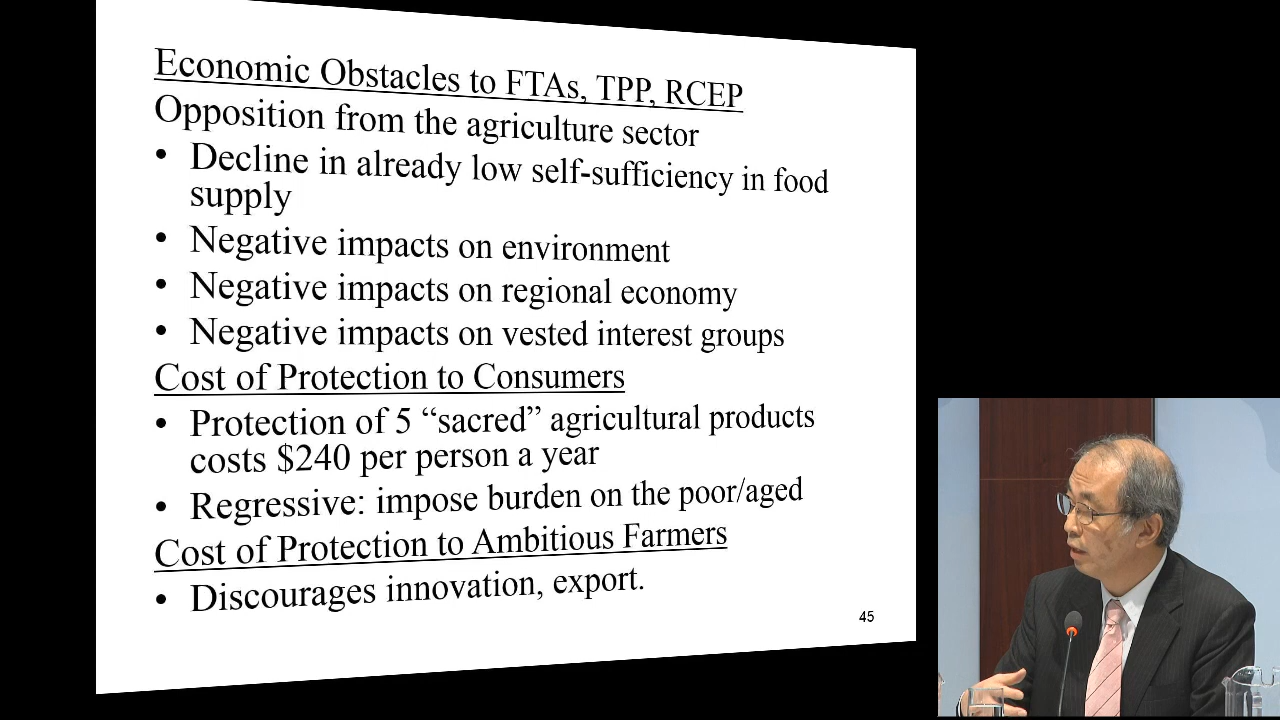 Economic Obstacles to FTAs, TPP, RCEP
Opposition from the agriculture sector
• Decline in already low self-sufficiency in food
supply
• Negative impacts on environment
• Negative impacts on regional economy
• Negative impacts on vested interest groups
Cost of Protection to Consumers
• Protection of 5 “sacred” agricultural products
costs $240 per person a year
• Regressive: impose burden on the poor/aged
Cost of Protection to Ambitious Farmers
• Discourages innovation, export.
45